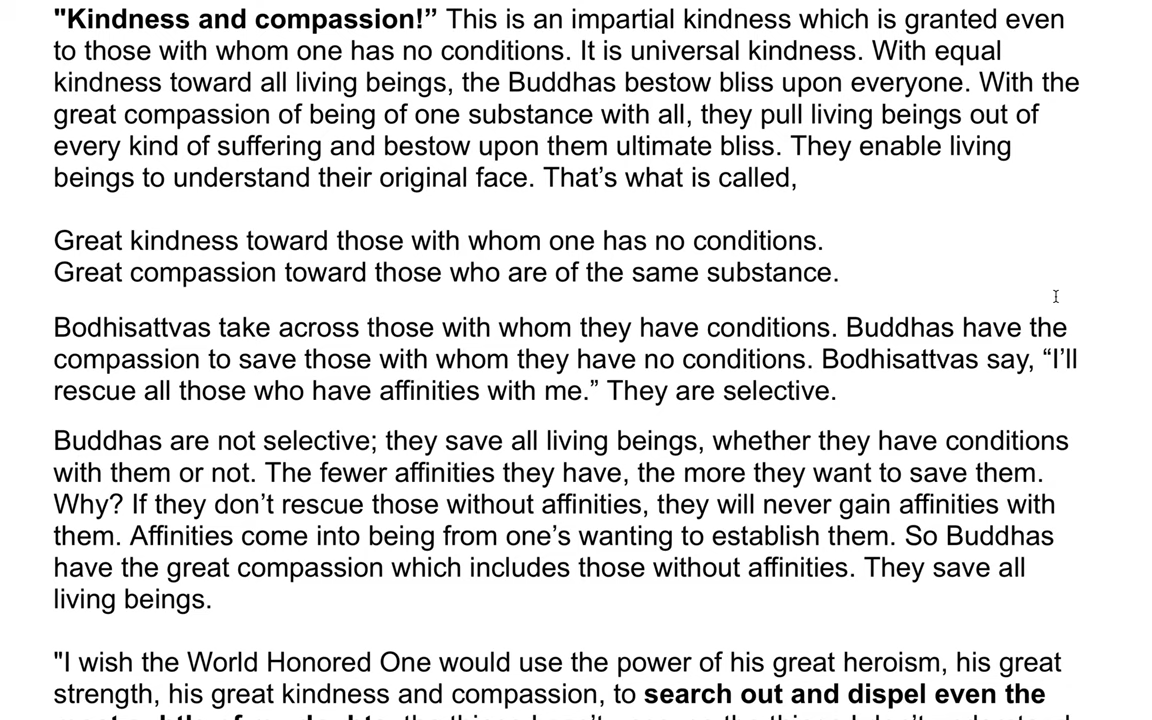 "Kindness and compassion!” This is an impartial kindness which is granted even
to those with whom one has no conditions. It is universal kindness. With equal
kindness toward all living beings, the Buddhas bestow bliss upon everyone. With the
great compassion of being of one substance with all, they pull living beings out of
every kind of suffering and bestow upon them ultimate bliss. They enable living
beings to understand their original face. That’s what is called,
Great kindness toward those with whom one has no conditions.
Great compassion toward those who are of the same substance.
Bodhisattvas take across those with whom they have conditions. Buddhas have the
compassion to save those with whom they have no conditions. Bodhisattvas say, “I’ll
rescue all those who have affinities with me.” They are selective.
Buddhas are not selective; they save all living beings, whether they have conditions
with them or not. The fewer affinities they have, the more they want to save them.
Why? If they don’t rescue those without affinities, they will never gain affinities with
them. Affinities come into being from one’s wanting to establish them. So Buddhas
have the great compassion which includes those without affinities. They save all
living beings.
"I wish the World Honored One would use the power of his great heroism, his great
strength, his great kindness and compassion, to search out and dispel even the